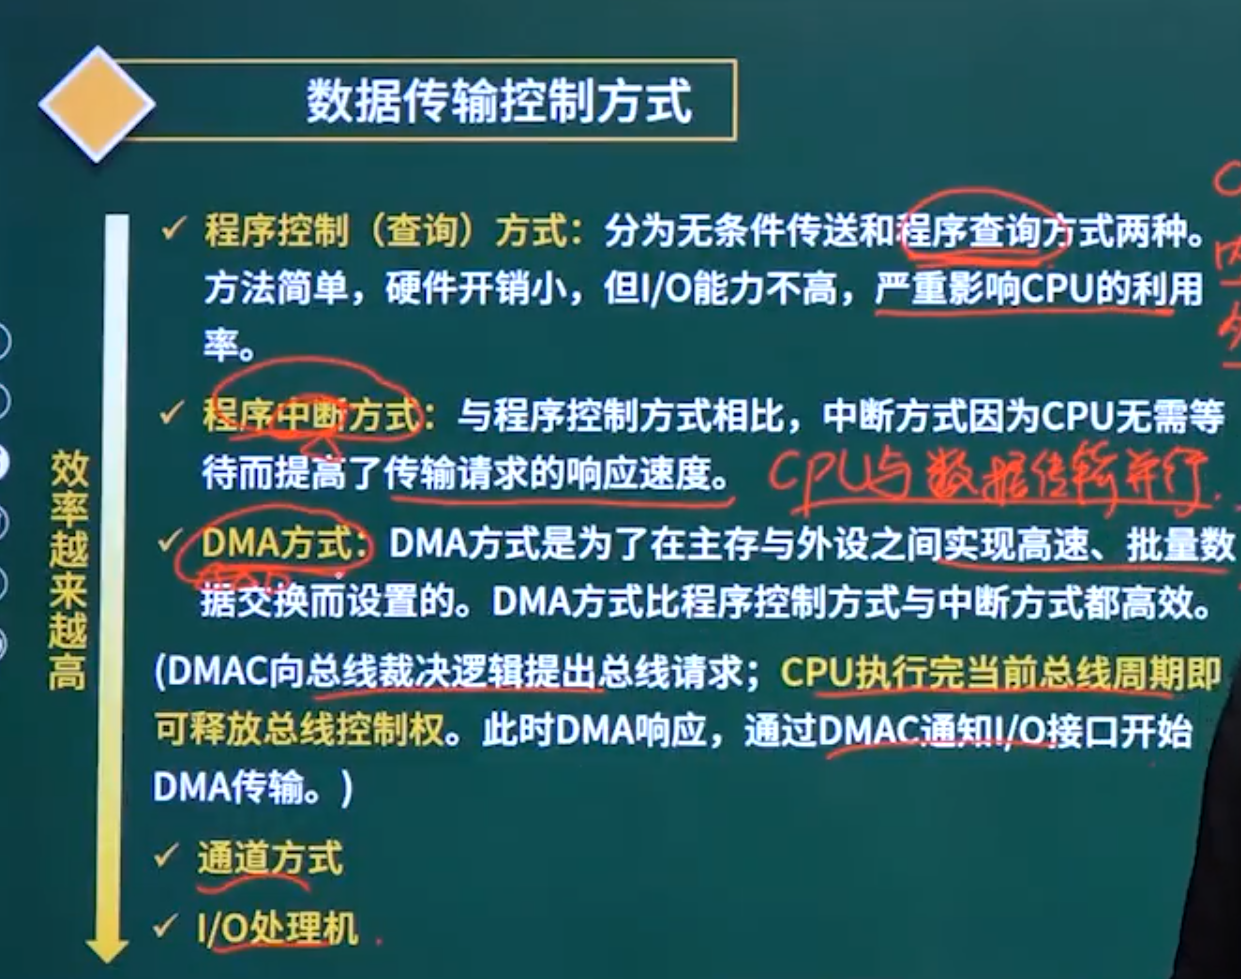 数据传输控制方式
✓ 程序控制（查询）方式：分为无条件传送和程序查询方式两种。
方法简单，硬件开销小，但I/O能力不高，严重影响CPU的利用
率。
✓ 程序中断方式：与程序控制方式相比，中断方式因为CPU无需等
待而提高了传输请求的响应速度。 CPU与数据传输并行.
✓ DMA方式：DMA方式是为了在主存与外设之间实现高速、批量数
据交换而设置的。DMA方式比程序控制方式与中断方式都高效。
(DMAC向总线裁决逻辑提出总线请求；CPU执行完当前总线周期即
可释放总线控制权。此时DMA响应，通过DMAC通知I/O接口开始
DMA传输。)
✓ 通道方式
✓ I/O处理机
效率越来越高